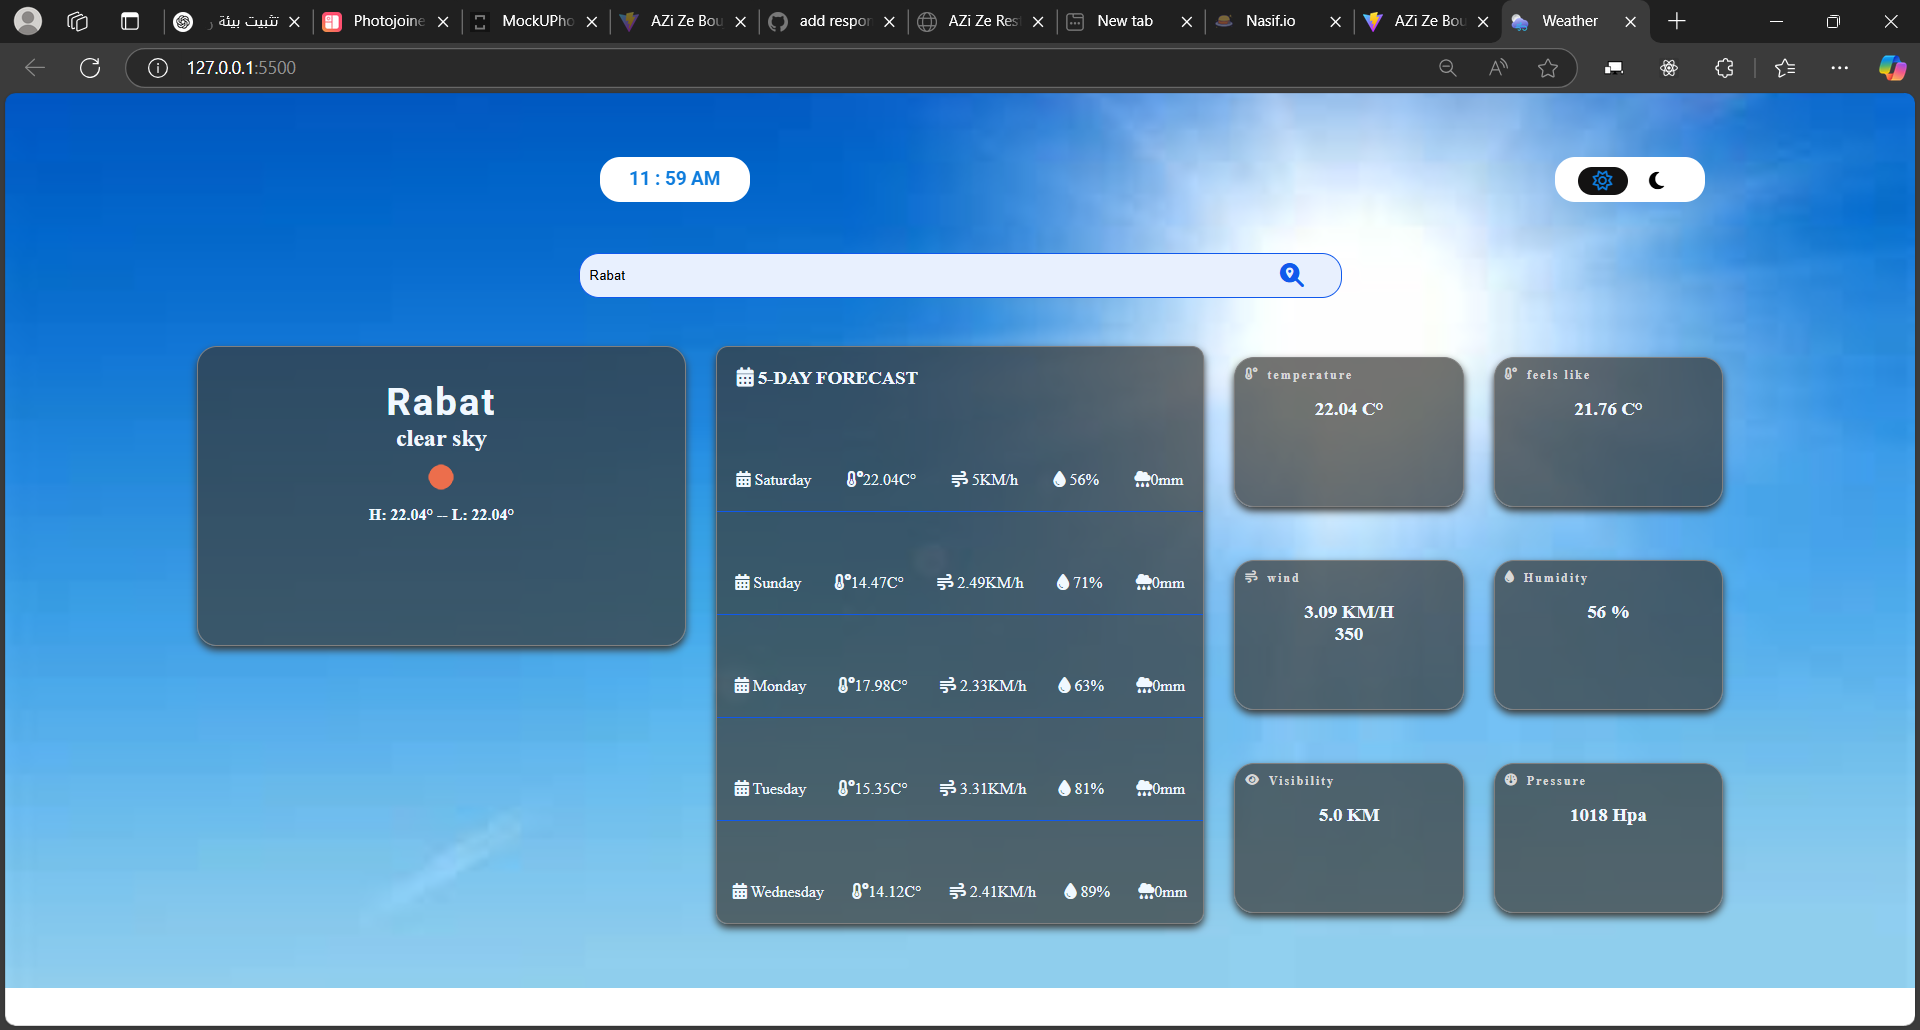 تثبيت بيئة ر
Photojoine
MockUPho
AZi Ze Bou
add respon
AZi Ze Res
New tab
Nasif.io
AZi Ze Bou
Weather
127.0.0.1:5500
11 : 59 AM
Rabat
Rabat
clear sky
H: 22.04° -- L: 22.04°
5-DAY FORECAST
Saturday 22.04C° 5KM/h 56% 0mm
Sunday 14.47C° 2.49KM/h 71% 0mm
Monday 17.98C° 2.33KM/h 63% 0mm
Tuesday 15.35C° 3.31KM/h 81% 0mm
Wednesday 14.12C° 2.41KM/h 89% 0mm
temperature
22.04 C°
feels like
21.76 C°
wind
3.09 KM/H
350
Humidity
56 %
Visibility
5.0 KM
Pressure
1018 Hpa